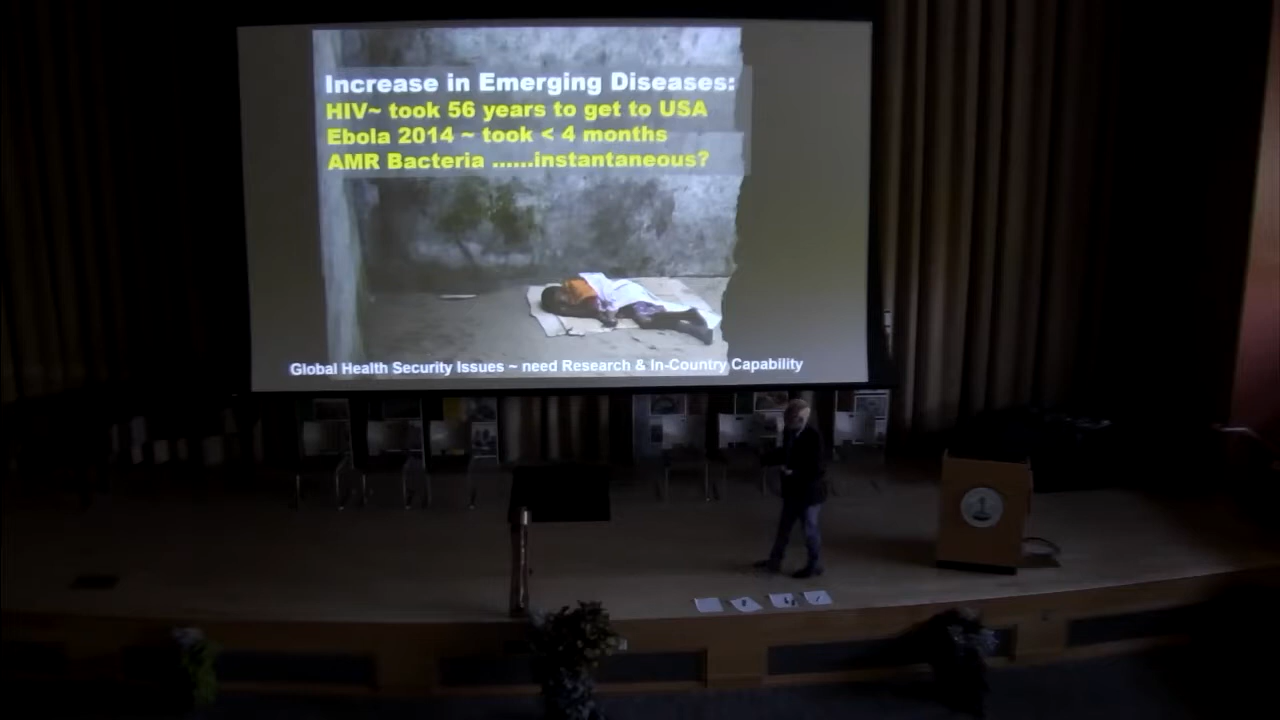 Increase in Emerging Diseases:
HIV~ took 56 years to get to USA
Ebola 2014 ~ took < 4 months
AMR Bacteria ......instantaneous?
Global Health Security Issues ~ need Research & In-Country Capability